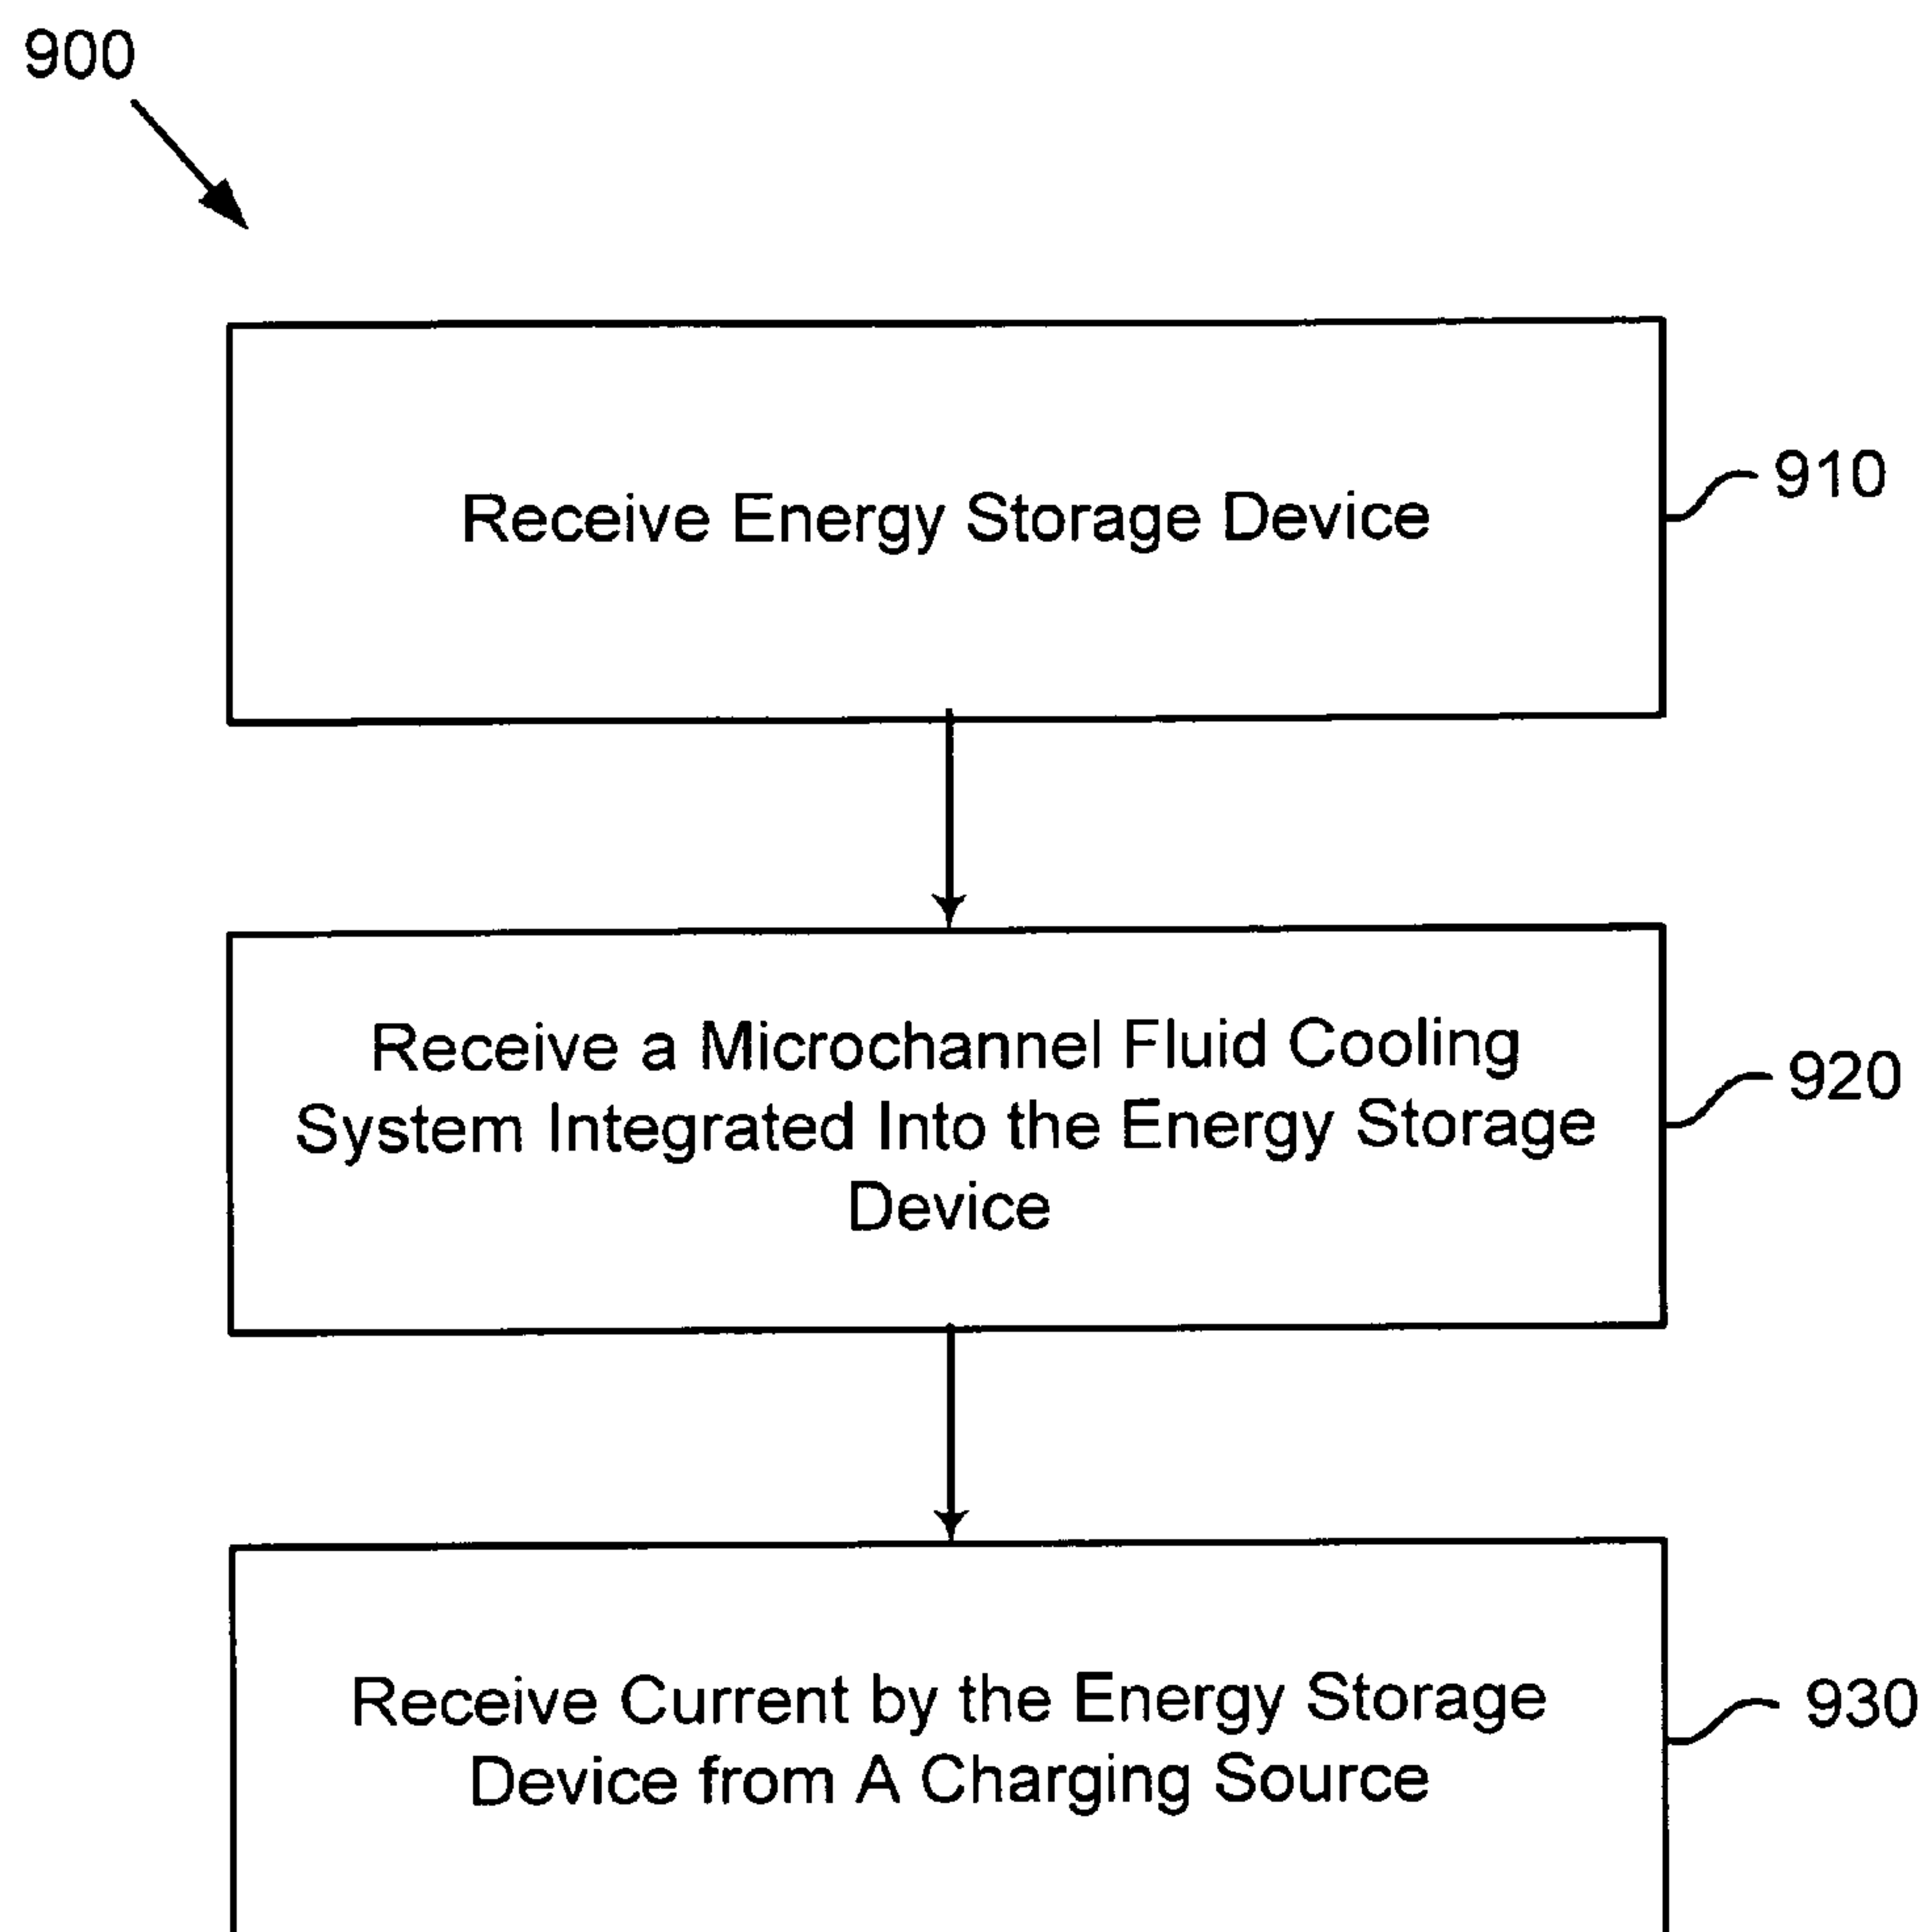 900
Receive Energy Storage Device
910
Receive a Microchannel Fluid Cooling
System Integrated Into the Energy Storage
Device
920
Receive Current by the Energy Storage
Device from A Charging Source
930